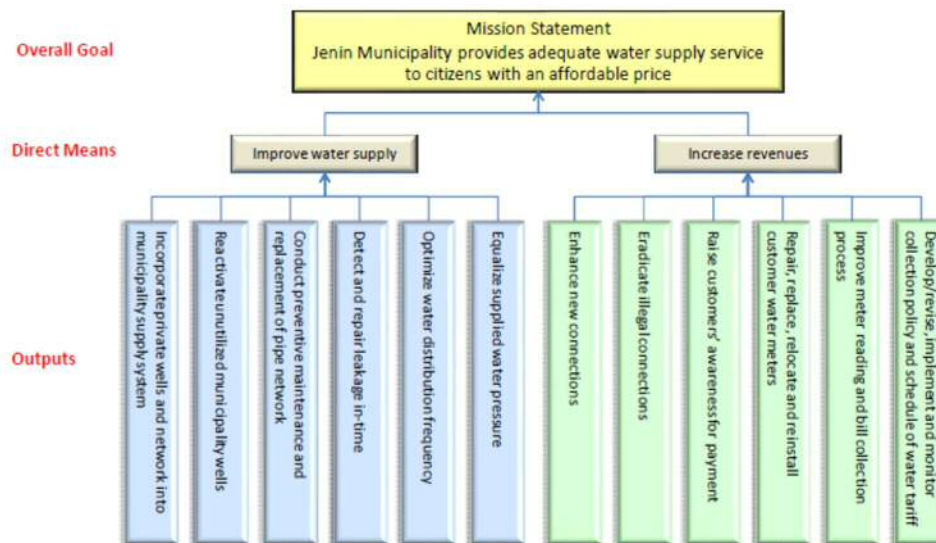 Overall Goal
Mission Statement
Jenin Municipality provides adequate water supply service
to citizens with an affordable price
Direct Means
Improve water supply
Increase revenues
Outputs
Incorporate private wells and network into
municipality supply system
Reactivate unutilized municipality wells
Conduct preventive maintenance and
replacement of pipe network
Detect and repair leakage in-time
Optimize water distribution frequency
Equalize supplied water pressure
Enhance new connections
Eradicate illegal connections
Raise customers' awareness for payment
Repair, replace, relocate and reinstall
customer water meters
Improve meter reading and bill collection
process
Develop/revise, implement and monitor
collection policy and schedule of water tariff